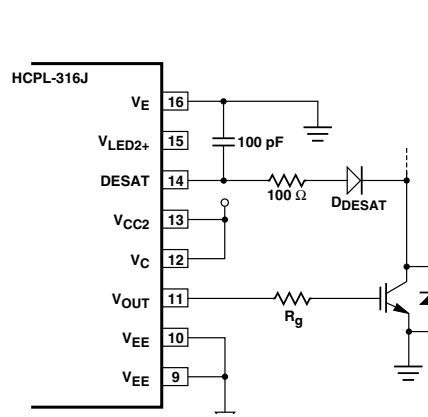 HCPL-316J
VE 16
VLED2+ 15
100 pF
DESAT 14
100 Ω
DDESAT
VCC2 13
VC 12
VOUT 11
Rg
VEE 10
VEE 9